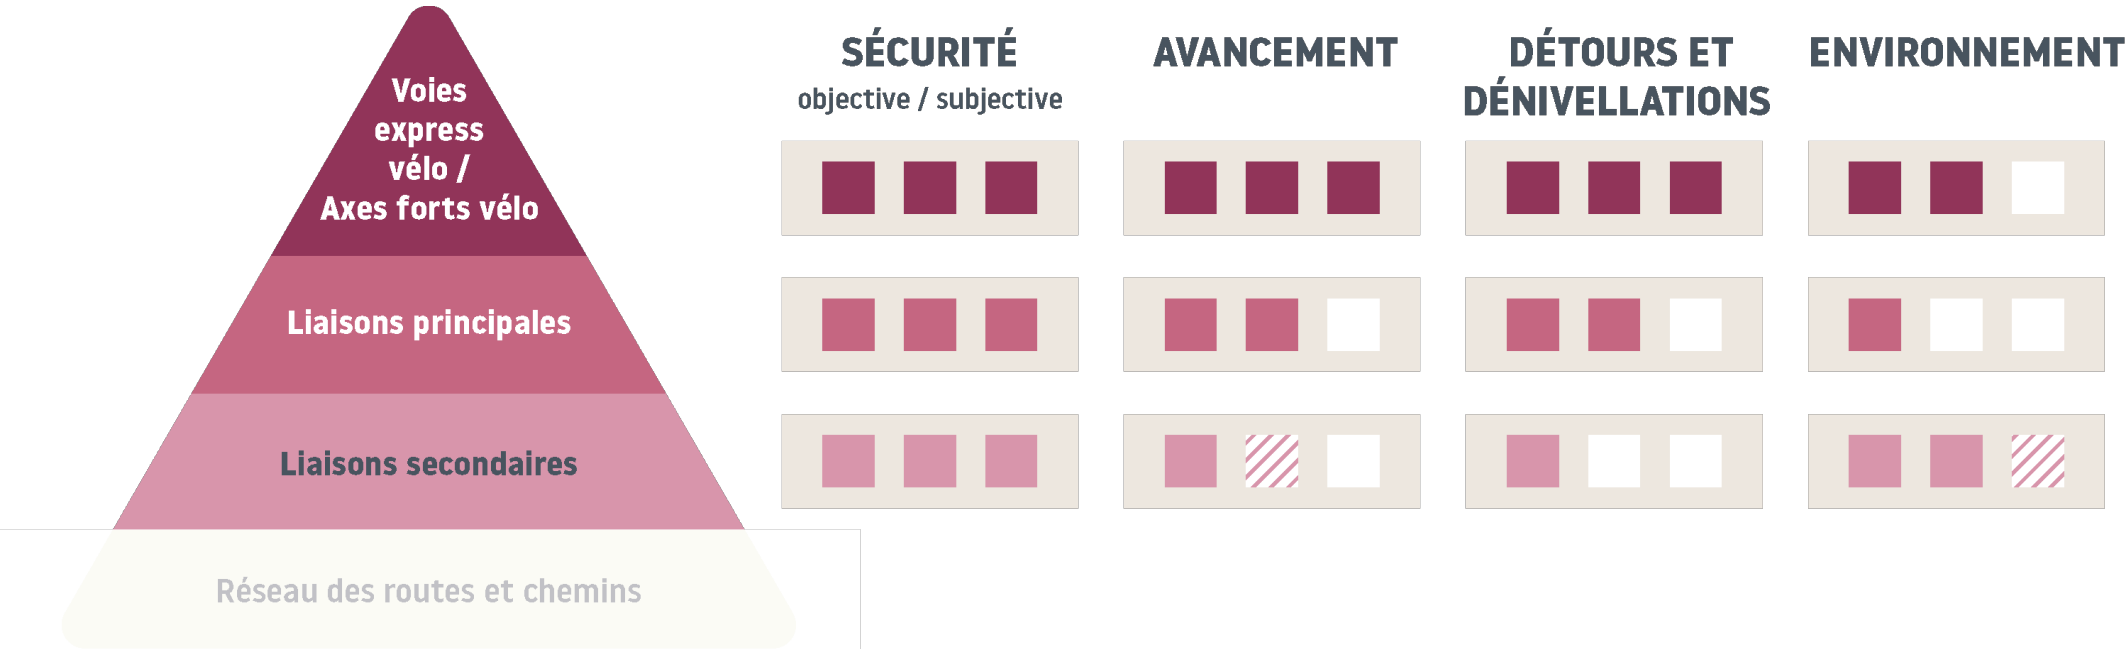 Voies
express
vélo /
Axes forts vélo
Liaisons principales
Liaisons secondaires
Réseau des routes et chemins
SÉCURITÉ
objective / subjective
AVANCEMENT
DÉTOURS ET
DÉNIVELLATIONS
ENVIRONNEMENT